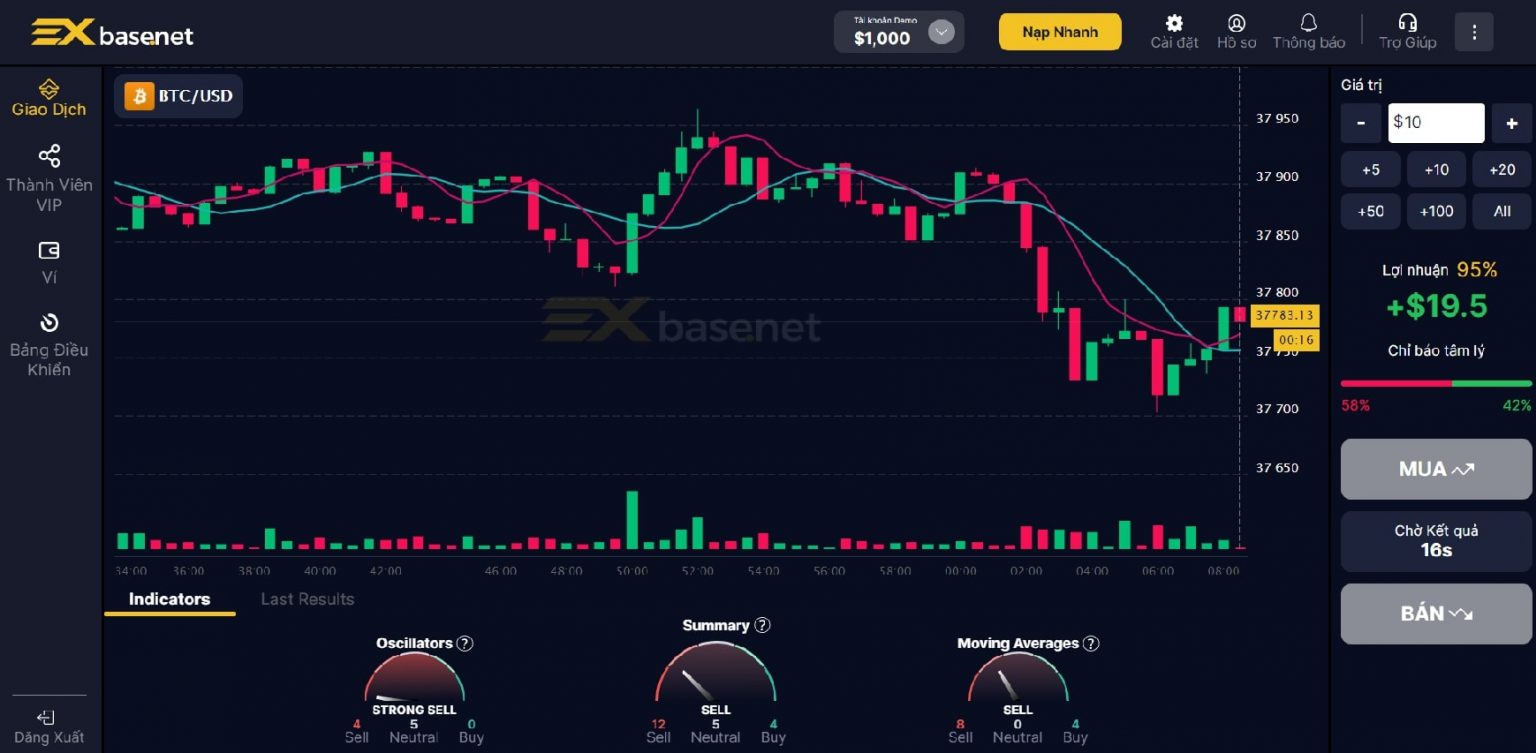 EX base.net
Tài khoản Demo
$1,000
Nạp Nhanh
Cài đặt
Hồ sơ
Thông báo
Trợ Giúp
Giao Dịch
Thành Viên
VIP
Ví
Bảng Điều
Khiển
Đăng Xuất
BTC/USD
37 950
37 900
37 850
37 800
37783.13
00:16
37 750
37 700
37 650
EX base.net
34:00 36:00 38:00 40:00 42:00 46:00 48:00 50:00 52:00 54:00 56:00 58:00 00:00 02:00 04:00 06:00 08:00
Indicators Last Results
Oscillators ?
STRONG SELL
4 5 0
Sell Neutral Buy
Summary ?
SELL
12 5 4
Sell Neutral Buy
Moving Averages ?
SELL
8 0 4
Sell Neutral Buy
Giá trị
- $10 +
+5 +10 +20
+50 +100 All
Lợi nhuận 95%
+$19.5
Chỉ báo tâm lý
58% 42%
MUA
Chờ Kết quả
16s
BÁN